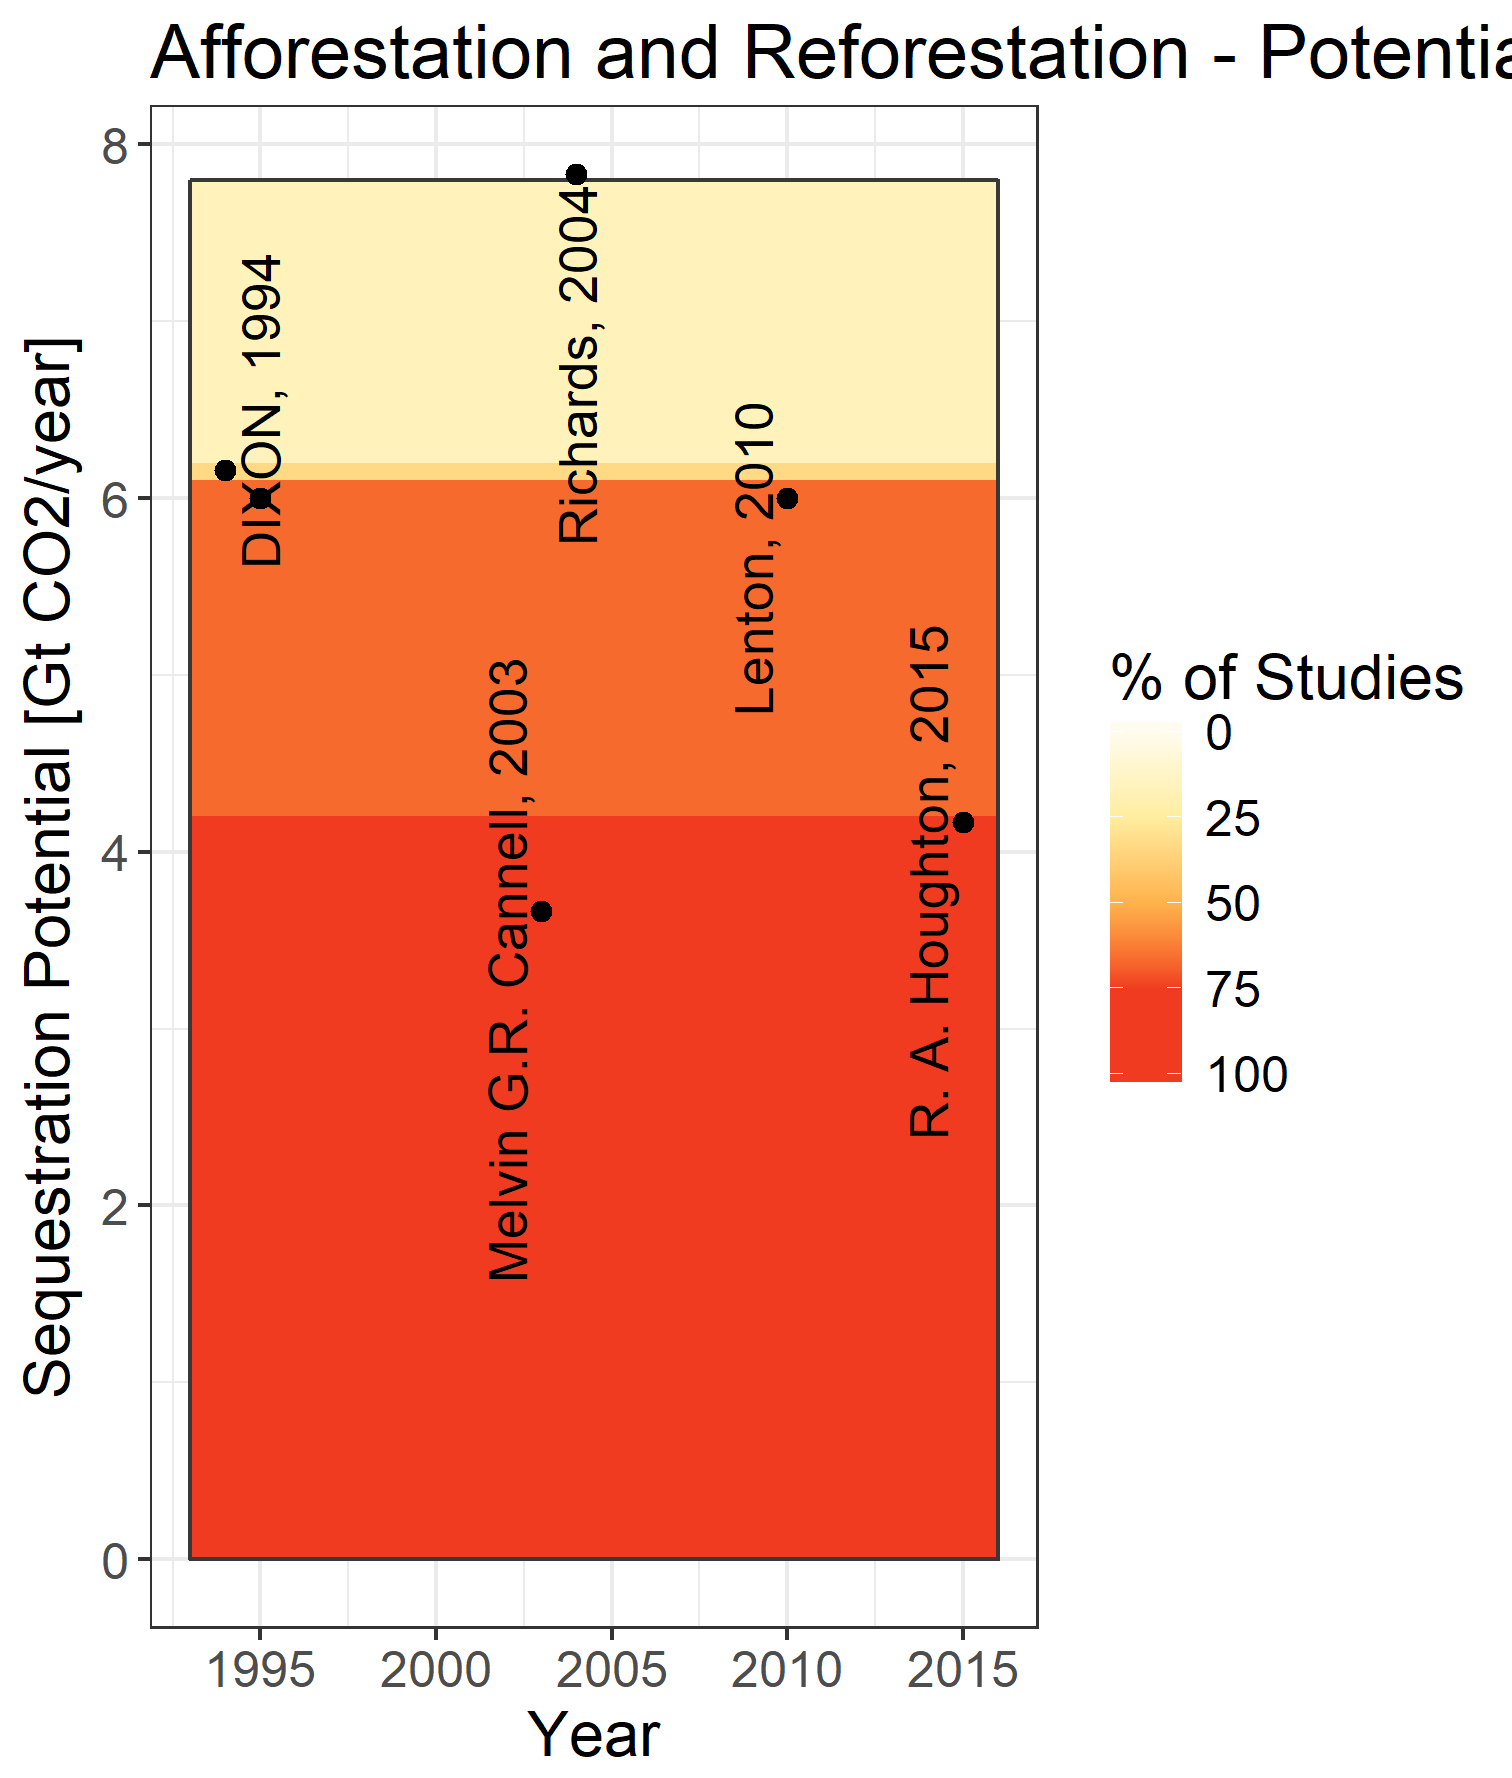 Afforestation and Reforestation - Potentia
Sequestration Potential [Gt CO2/year]
8
6
4
2
0
DIXON, 1994
Richards, 2004
Lenton, 2010
Melvin G.R. Cannell, 2003
R. A. Houghton, 2015
1995
2000
2005
2010
2015
Year
% of Studies
0
25
50
75
100